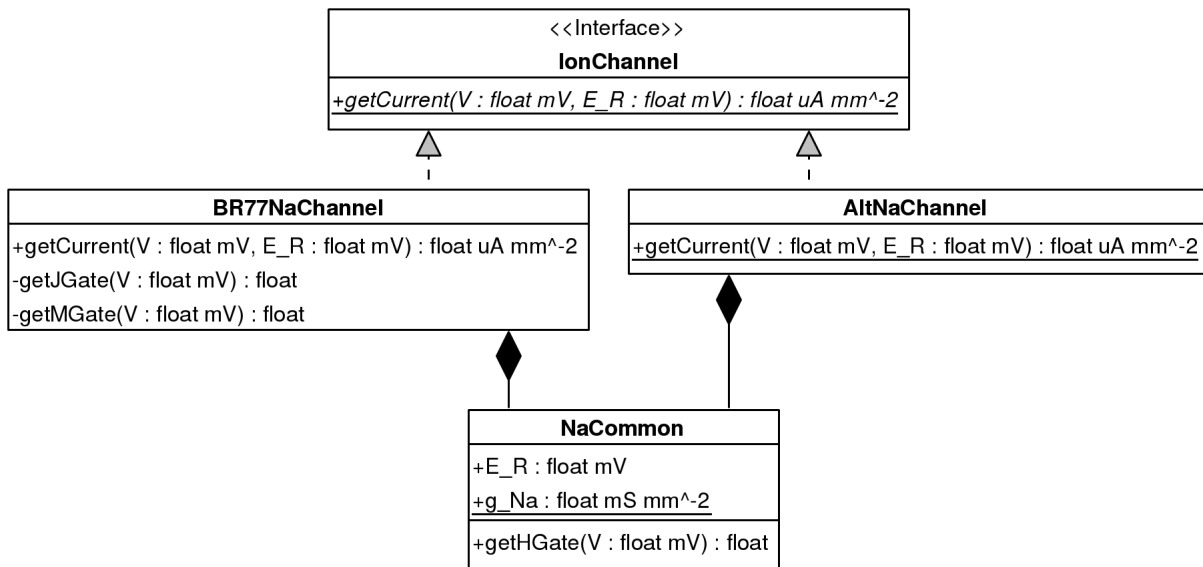 <<Interface>>
IonChannel
+getCurrent(V : float mV, E_R : float mV) : float uA mm^-2
BR77NaChannel
+getCurrent(V : float mV, E_R : float mV) : float uA mm^-2
-getJGate(V : float mV) : float
-getMGate(V : float mV) : float
AltNaChannel
+getCurrent(V : float mV, E_R : float mV) : float uA mm^-2
NaCommon
+E_R : float mV
+g_Na : float mS mm^-2
+getHGate(V : float mV) : float